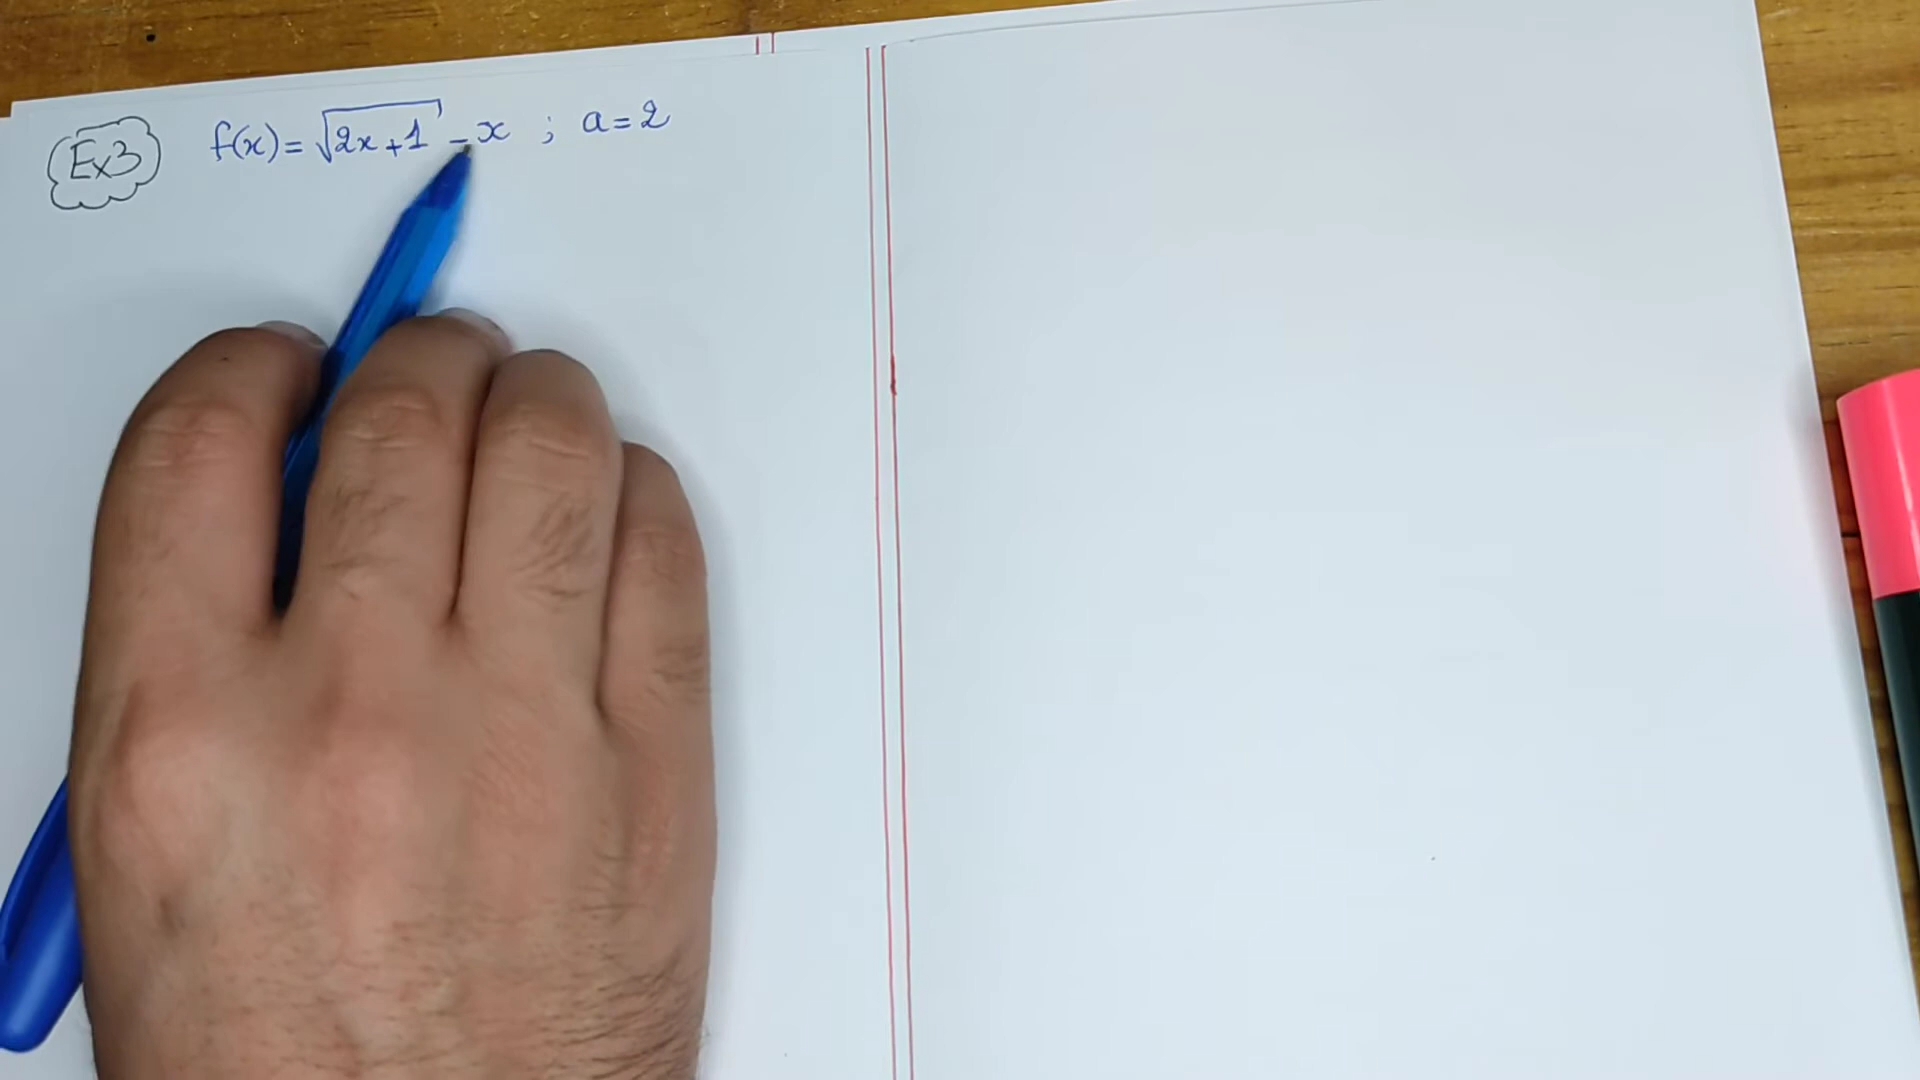 Ex3 f(x) = √2x+1 - x ; a = 2